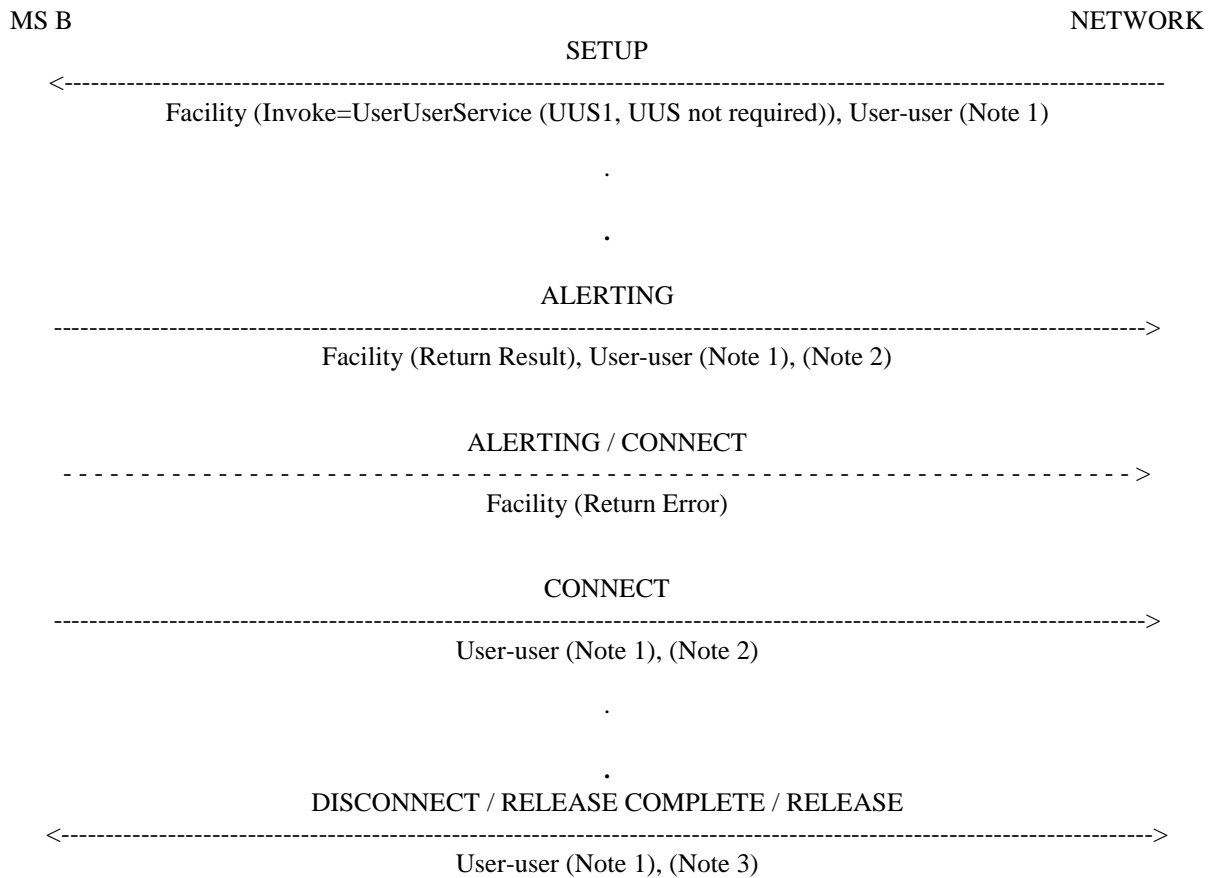 MS B NETWORK
SETUP
<------------------------------------------------------------------------------------------------------------------------
Facility (Invoke=UserUserService (UUS1, UUS not required)), User-user (Note 1)
.
.
ALERTING
------------------------------------------------------------------------------------------------------------------------>
Facility (Return Result), User-user (Note 1), (Note 2)
ALERTING / CONNECT
- - - - - - - - - - - - - - - - - - - - - - - - - - - - - - - - - - - - - - - - - - - - - - - - - - - - - - - - - - - - - - - - - - - - - >
Facility (Return Error)
CONNECT
------------------------------------------------------------------------------------------------------------------------>
User-user (Note 1), (Note 2)
.
.
DISCONNECT / RELEASE COMPLETE / RELEASE
<----------------------------------------------------------------------------------------------------------------------->
User-user (Note 1), (Note 3)